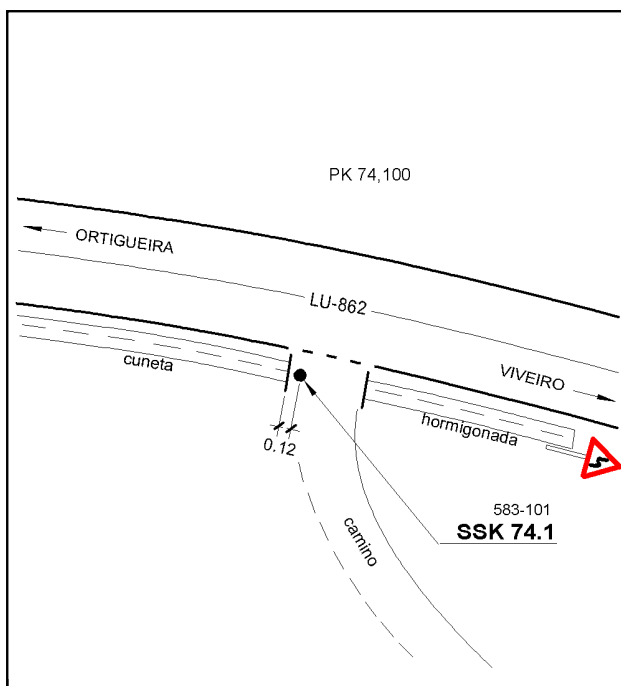 PK 74,100
ORTIGUEIRA
LU-862
VIVEIRO
cuneta
hormigonada
0.12
camino
583-101
SSK 74.1